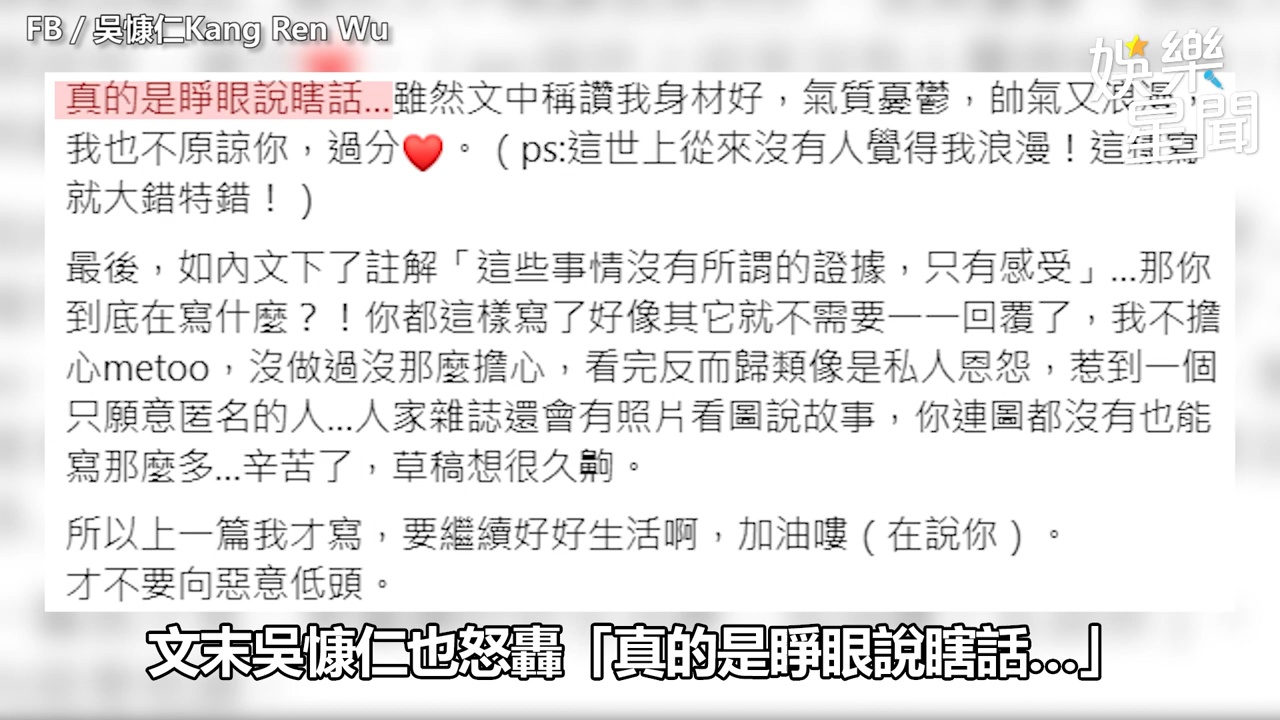 FB / 吳慷仁Kang Ren Wu
娛樂
星聞
真的是睜眼說瞎話...雖然文中稱讚我身材好，氣質憂鬱，帥氣又浪漫，
我也不原諒你，過分❤️。（ps:這世上從來沒有人覺得我浪漫！這樣寫
就大錯特錯！）
最後，如內文下了註解「這些事情沒有所謂的證據，只有感受」...那你
到底在寫什麼？！你都這樣寫了好像其它就不需要一一回覆了，我不擔
心metoo，沒做過沒那麼擔心，看完反而歸類像是私人恩怨，惹到一個
只願意匿名的人...人家雜誌還會有照片看圖說故事，你連圖都沒有也能
寫那麼多...辛苦了，草稿想很久齁。
所以上一篇我才寫，要繼續好好生活啊，加油嘍（在說你）。
才不要向惡意低頭。
文末吳慷仁也怒轟「真的是睜眼說瞎話...」